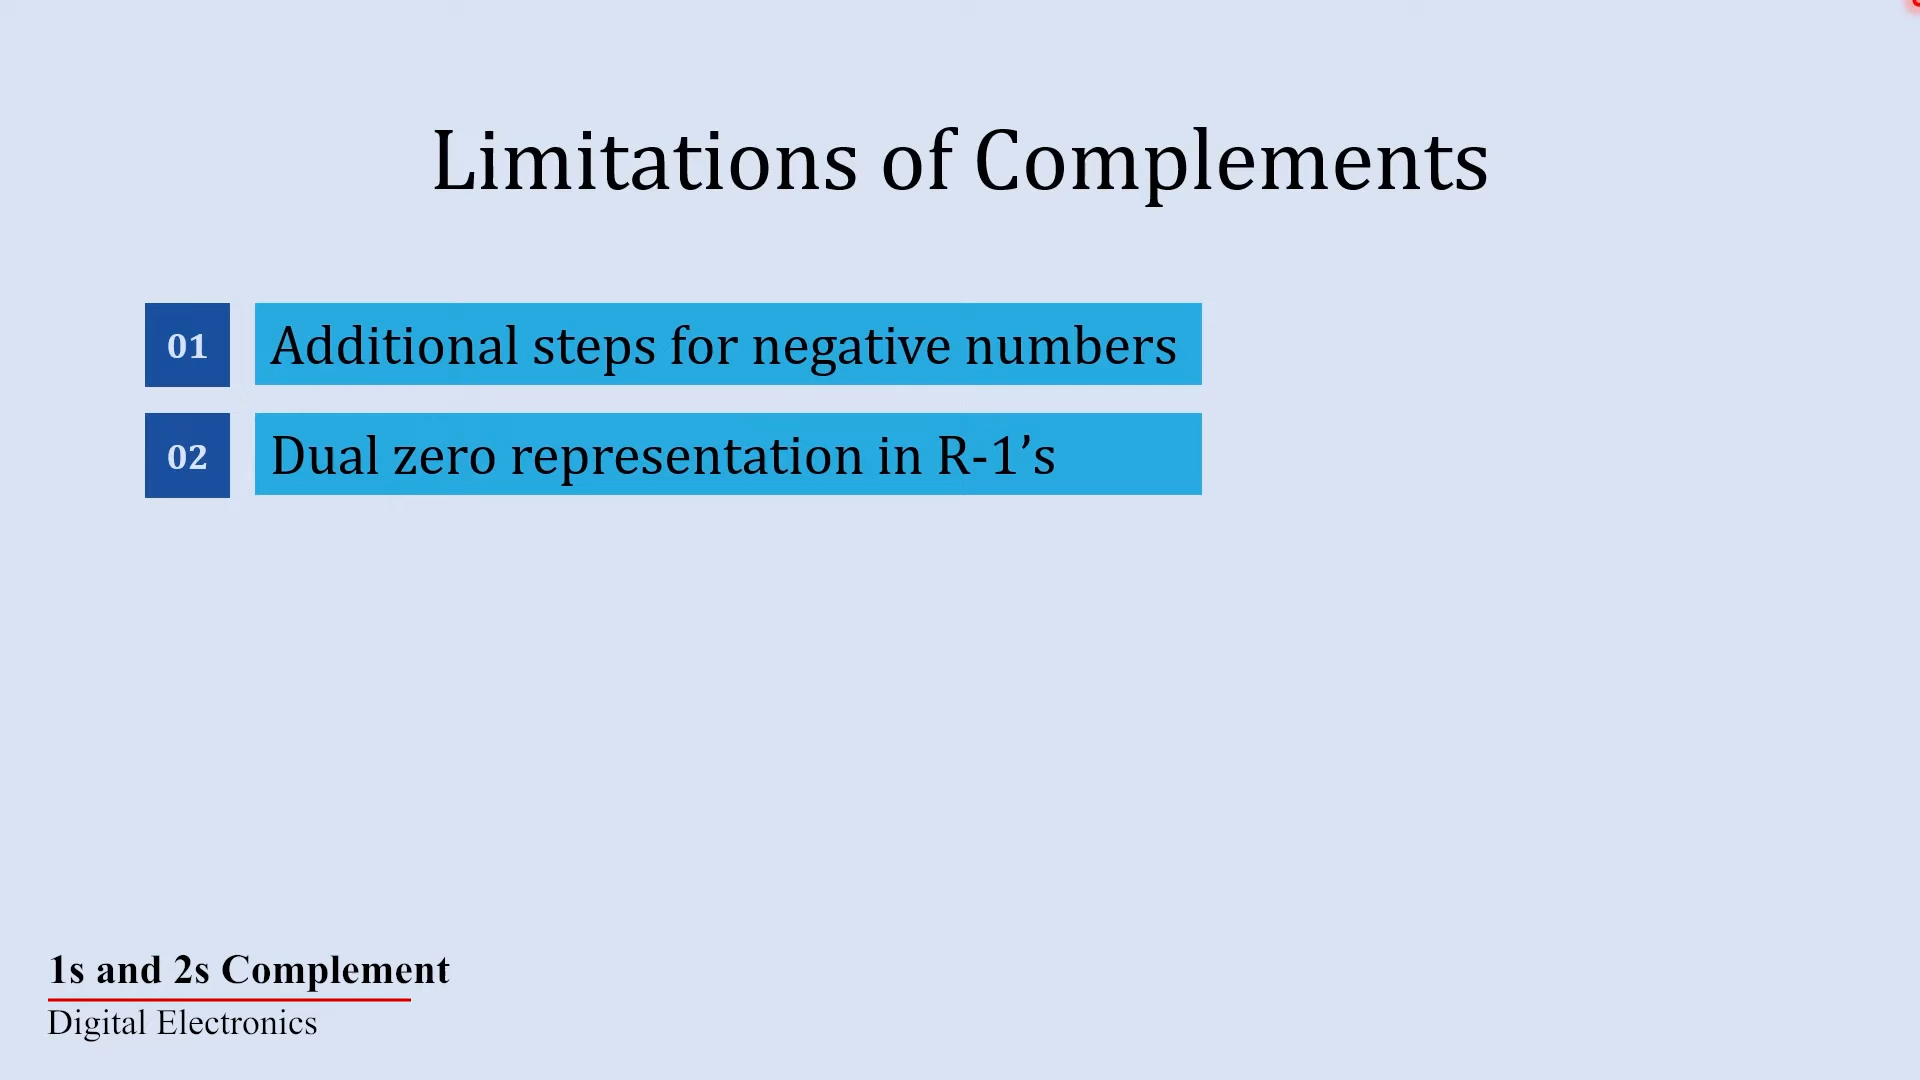 Limitations of Complements
01 Additional steps for negative numbers
02 Dual zero representation in R-1’s
1s and 2s Complement
Digital Electronics